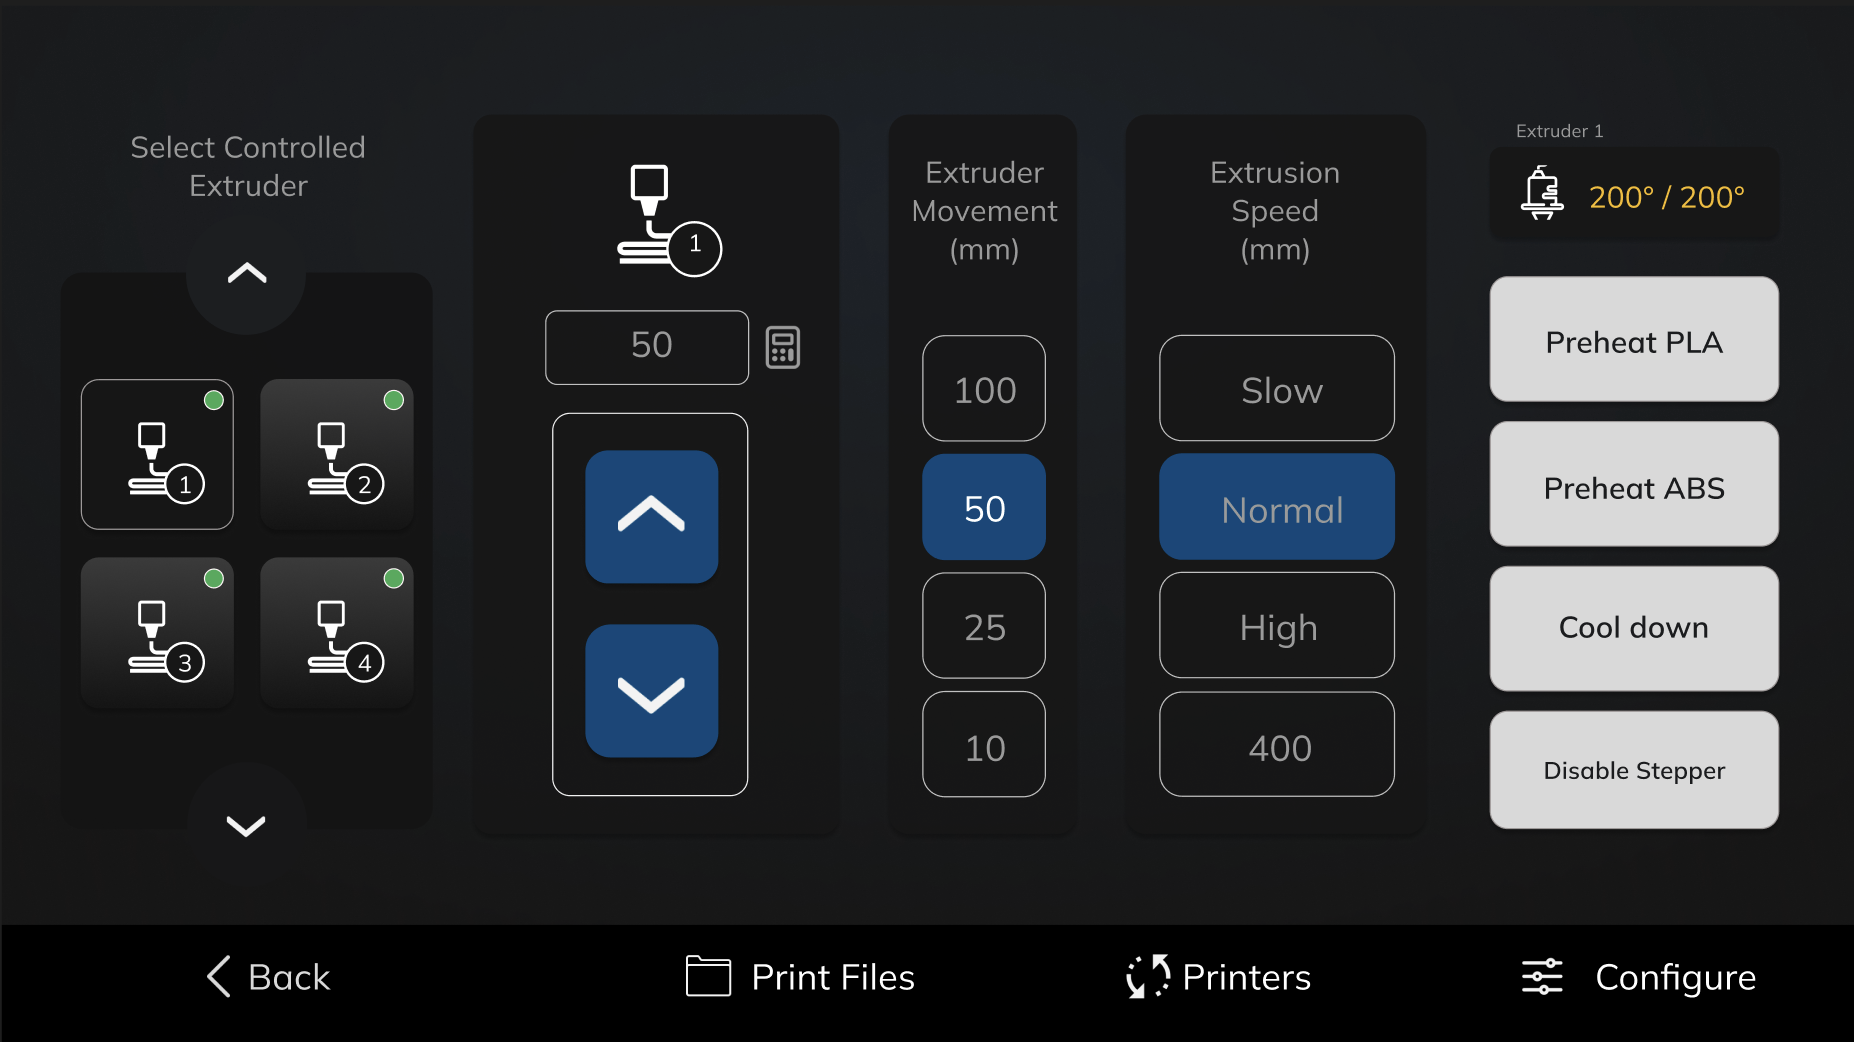 Select Controlled
Extruder
1
2
3
4
1
50
Extruder
Movement
(mm)
100
50
25
10
Extrusion
Speed
(mm)
Slow
Normal
High
400
Extruder 1
200° / 200°
Preheat PLA
Preheat ABS
Cool down
Disable Stepper
Back
Print Files
Printers
Configure